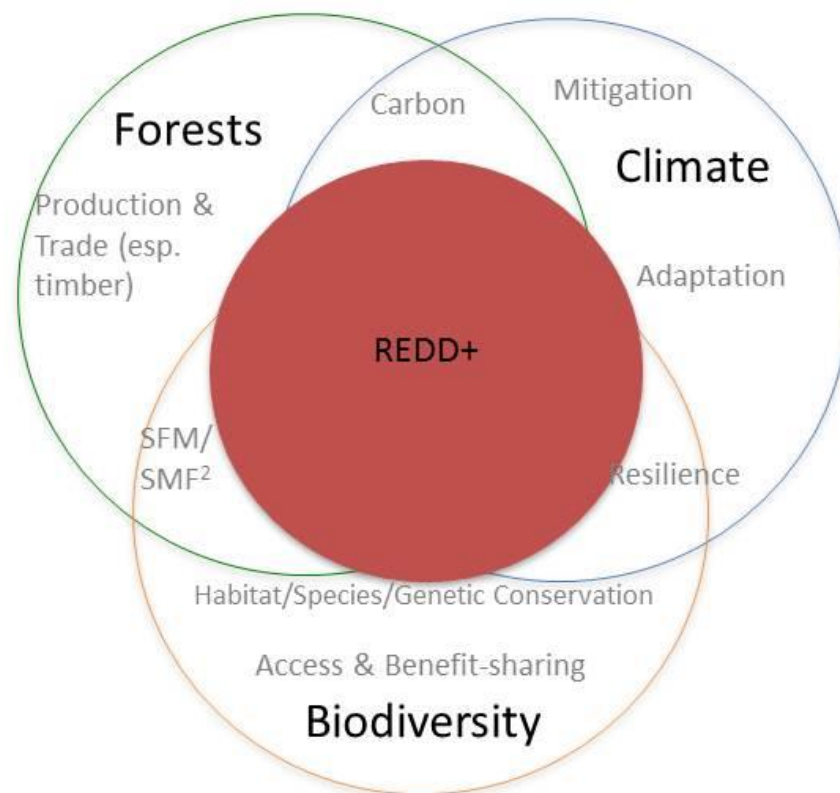 Carbon
Mitigation
Forests
Climate
Production &
Trade (esp.
timber)
Adaptation
REDD+
SFM/
SMF²
Resilience
Habitat/Species/Genetic Conservation
Access & Benefit-sharing
Biodiversity